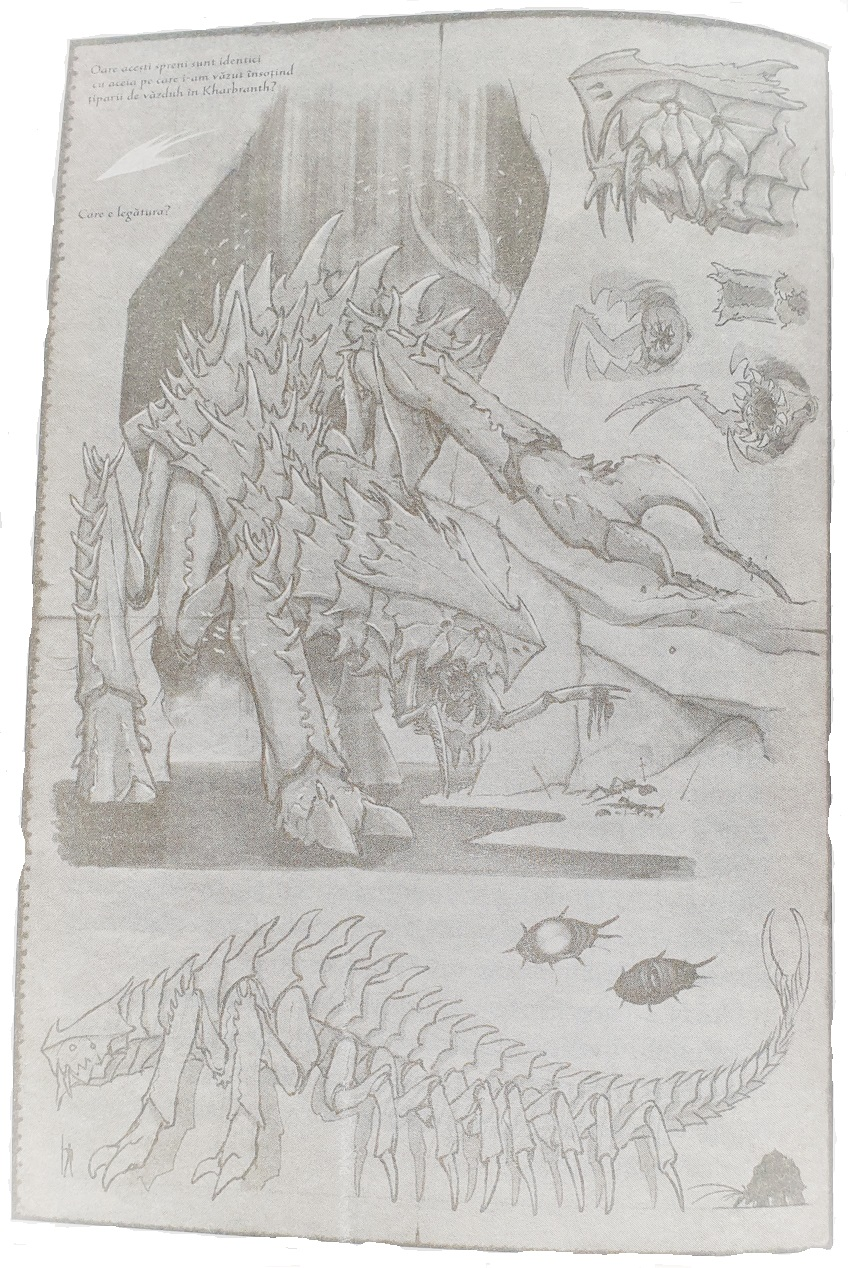 Oare acești spreni sunt identici
cu aceia pe care i-am văzut însoțind
țiparii de văzduh în Kharbranth?
Care e legătura?